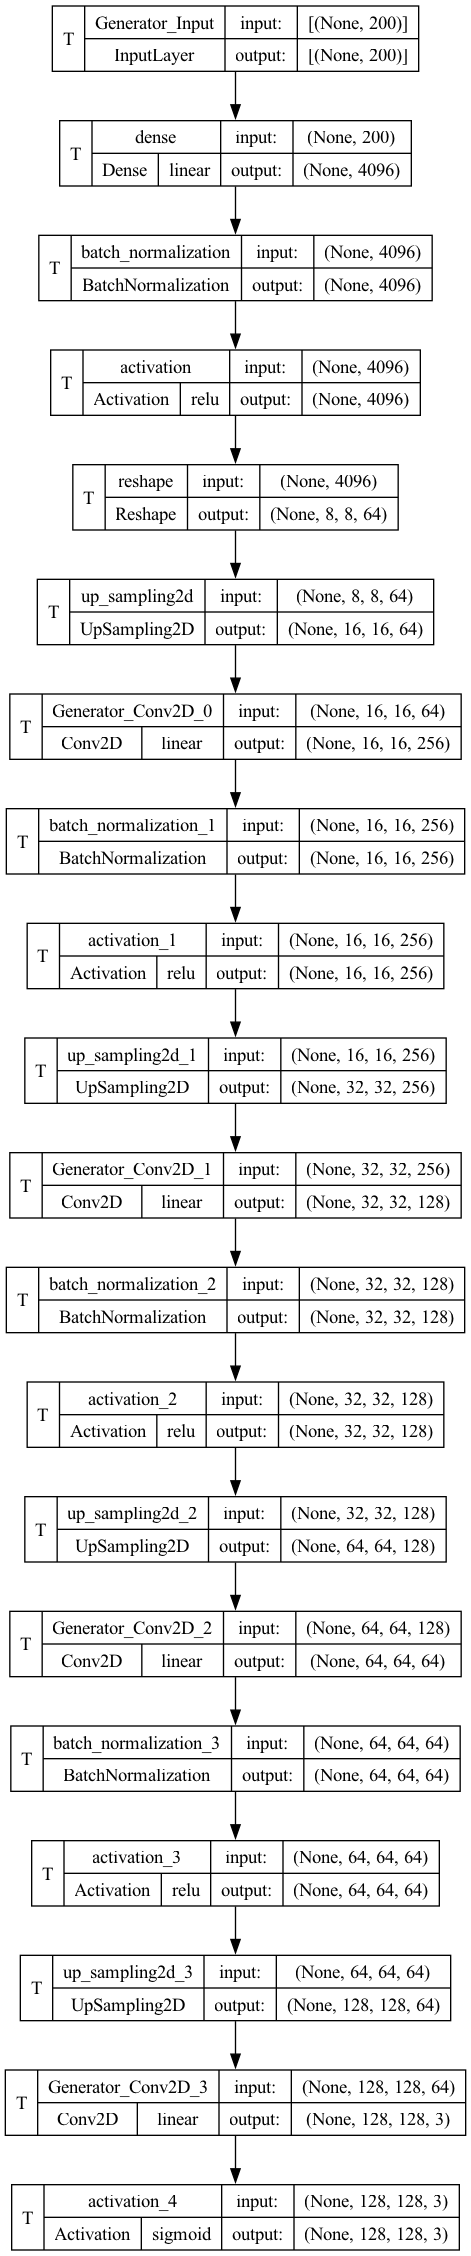 T Generator_Input input: [(None, 200)]
InputLayer output: [(None, 200)]
T dense input: (None, 200)
Dense linear output: (None, 4096)
T batch_normalization input: (None, 4096)
BatchNormalization output: (None, 4096)
T activation input: (None, 4096)
Activation relu output: (None, 4096)
T reshape input: (None, 4096)
Reshape output: (None, 8, 8, 64)
T up_sampling2d input: (None, 8, 8, 64)
UpSampling2D output: (None, 16, 16, 64)
T Generator_Conv2D_0 input: (None, 16, 16, 64)
Conv2D linear output: (None, 16, 16, 256)
T batch_normalization_1 input: (None, 16, 16, 256)
BatchNormalization output: (None, 16, 16, 256)
T activation_1 input: (None, 16, 16, 256)
Activation relu output: (None, 16, 16, 256)
T up_sampling2d_1 input: (None, 16, 16, 256)
UpSampling2D output: (None, 32, 32, 256)
T Generator_Conv2D_1 input: (None, 32, 32, 256)
Conv2D linear output: (None, 32, 32, 128)
T batch_normalization_2 input: (None, 32, 32, 128)
BatchNormalization output: (None, 32, 32, 128)
T activation_2 input: (None, 32, 32, 128)
Activation relu output: (None, 32, 32, 128)
T up_sampling2d_2 input: (None, 32, 32, 128)
UpSampling2D output: (None, 64, 64, 128)
T Generator_Conv2D_2 input: (None, 64, 64, 128)
Conv2D linear output: (None, 64, 64, 64)
T batch_normalization_3 input: (None, 64, 64, 64)
BatchNormalization output: (None, 64, 64, 64)
T activation_3 input: (None, 64, 64, 64)
Activation relu output: (None, 64, 64, 64)
T up_sampling2d_3 input: (None, 64, 64, 64)
UpSampling2D output: (None, 128, 128, 64)
T Generator_Conv2D_3 input: (None, 128, 128, 64)
Conv2D linear output: (None, 128, 128, 3)
T activation_4 input: (None, 128, 128, 3)
Activation sigmoid output: (None, 128, 128, 3)